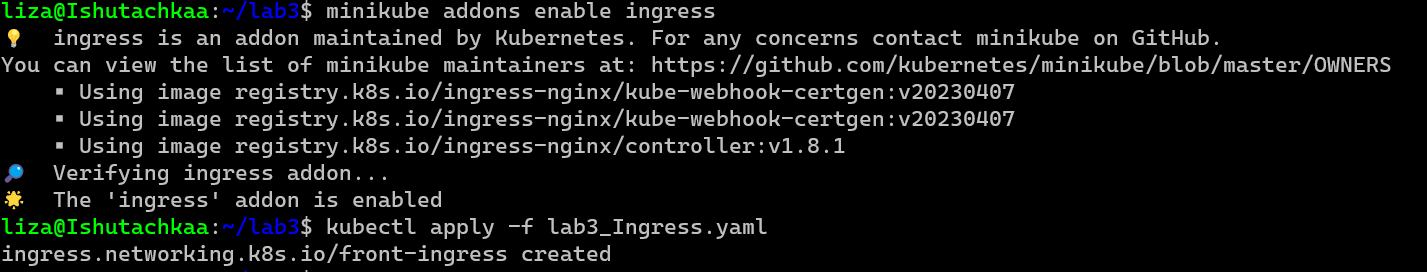 liza@Ishutachkaa:~/lab3$ minikube addons enable ingress
💡  ingress is an addon maintained by Kubernetes. For any concerns contact minikube on GitHub.
You can view the list of minikube maintainers at: https://github.com/kubernetes/minikube/blob/master/OWNERS
    ▪ Using image registry.k8s.io/ingress-nginx/kube-webhook-certgen:v20230407
    ▪ Using image registry.k8s.io/ingress-nginx/kube-webhook-certgen:v20230407
    ▪ Using image registry.k8s.io/ingress-nginx/controller:v1.8.1
🔎  Verifying ingress addon...
🌟  The 'ingress' addon is enabled
liza@Ishutachkaa:~/lab3$ kubectl apply -f lab3_Ingress.yaml
ingress.networking.k8s.io/front-ingress created